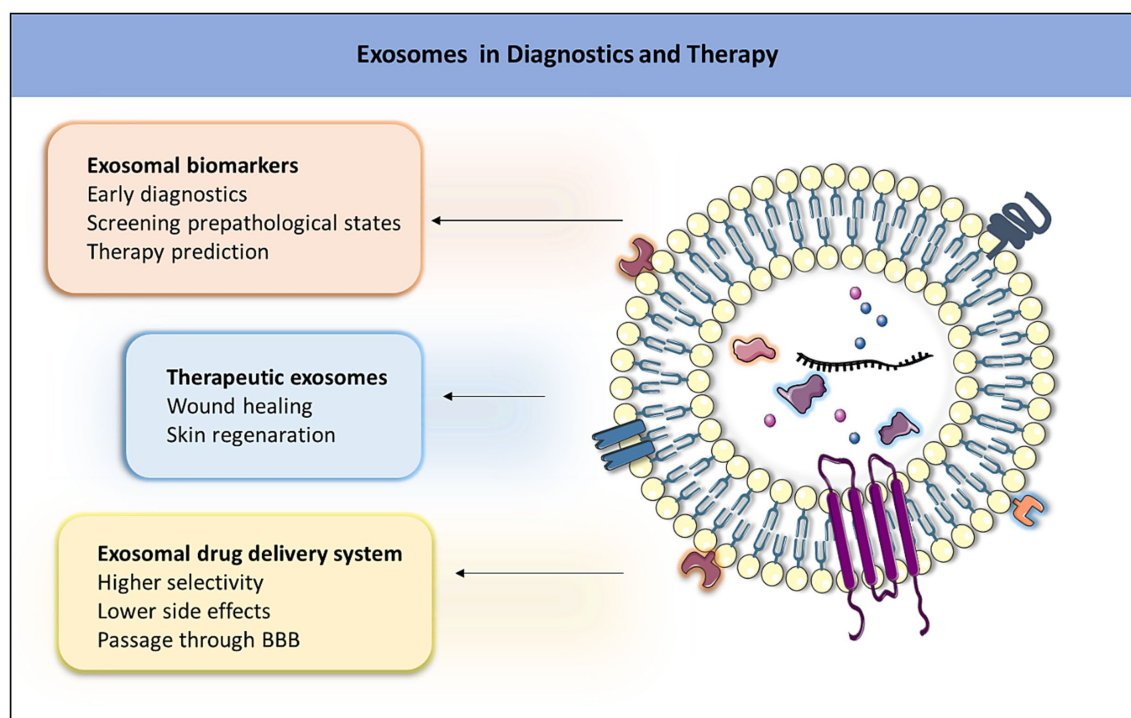 Exosomes in Diagnostics and Therapy
Exosomal biomarkers
Early diagnostics
Screening prepathological states
Therapy prediction
Therapeutic exosomes
Wound healing
Skin regenaration
Exosomal drug delivery system
Higher selectivity
Lower side effects
Passage through BBB